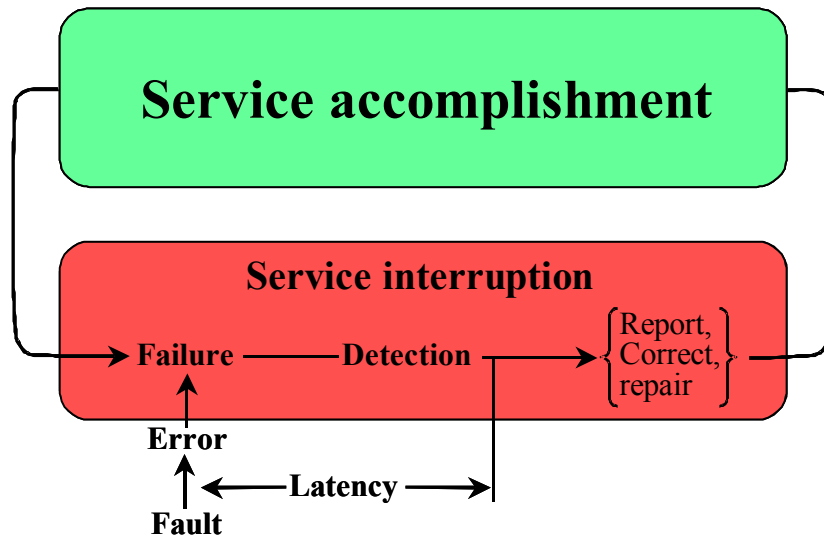 Service accomplishment
Service interruption
Failure
Detection
Report,
Correct,
repair
Error
Latency
Fault